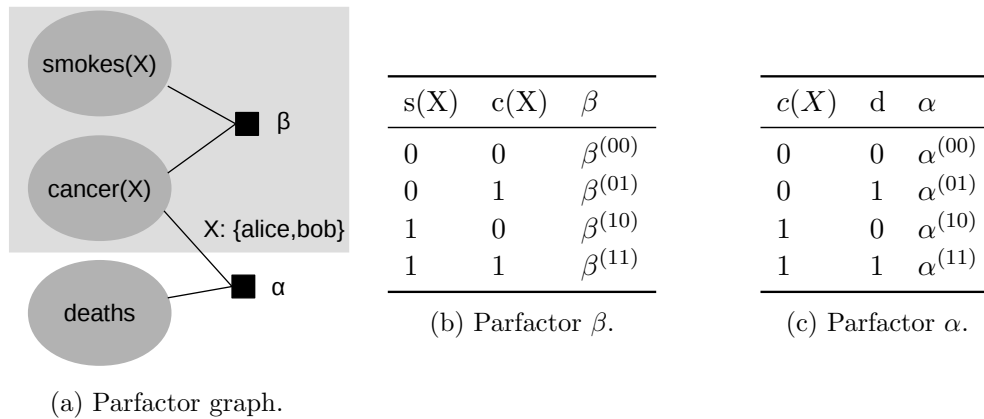 smokes(X)
β
cancer(X)
X: {alice,bob}
α
deaths
(a) Parfactor graph.
s(X) c(X) β
0 0 β^(00)
0 1 β^(01)
1 0 β^(10)
1 1 β^(11)
(b) Parfactor β.
c(X) d α
0 0 α^(00)
0 1 α^(01)
1 0 α^(10)
1 1 α^(11)
(c) Parfactor α.